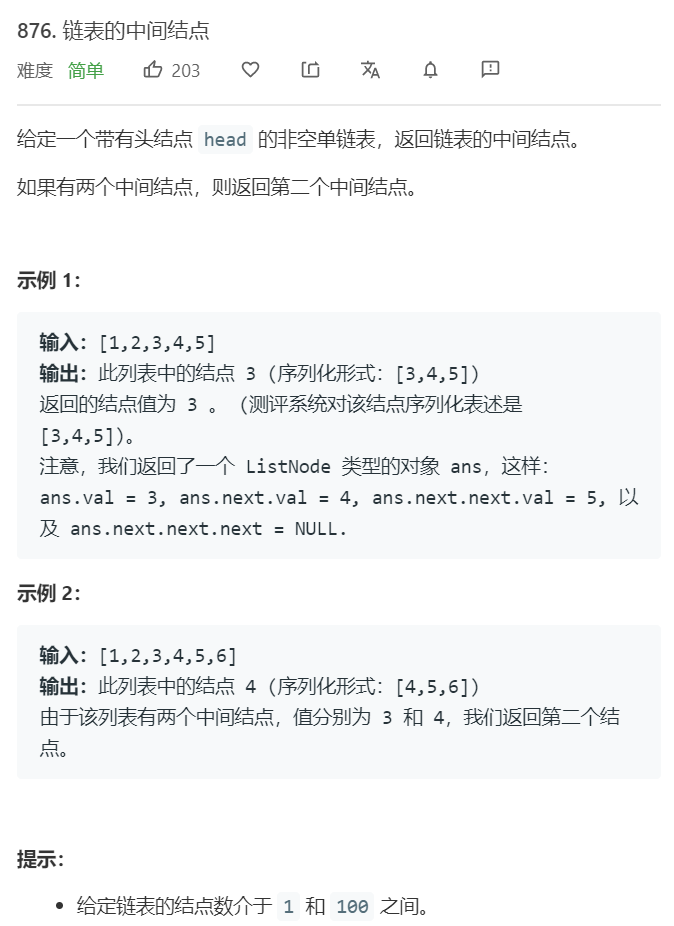 876. 链表的中间结点
难度 简单 203
给定一个带有头结点 head 的非空单链表，返回链表的中间结点。
如果有两个中间结点，则返回第二个中间结点。
示例 1：
输入：[1,2,3,4,5]
输出：此列表中的结点 3 (序列化形式：[3,4,5])
返回的结点值为 3 。 (测评系统对该结点序列化表述是
[3,4,5])。
注意，我们返回了一个 ListNode 类型的对象 ans，这样：
ans.val = 3, ans.next.val = 4, ans.next.next.val = 5, 以
及 ans.next.next.next = NULL.
示例 2：
输入：[1,2,3,4,5,6]
输出：此列表中的结点 4 (序列化形式：[4,5,6])
由于该列表有两个中间结点，值分别为 3 和 4，我们返回第二个结
点。
提示：
• 给定链表的结点数介于 1 和 100 之间。